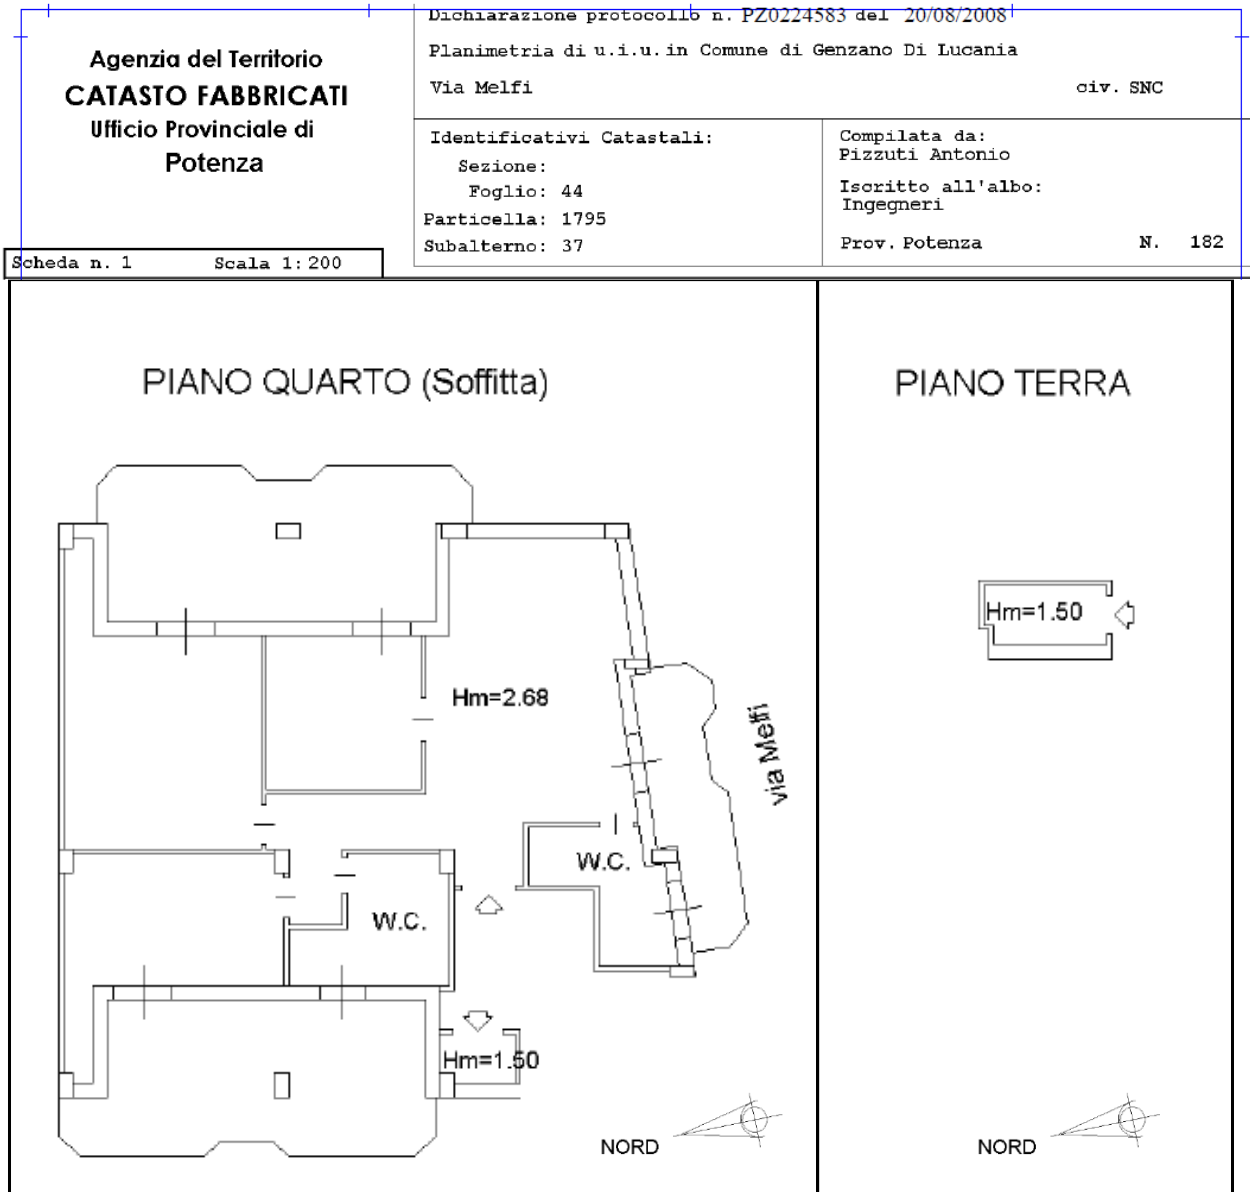 Dichiarazione protocollo n. PZ0224583 del 20/08/2008
Agenzia del Territorio
CATASTO FABBRICATI
Ufficio Provinciale di
Potenza
Planimetria di u.i.u. in Comune di Genzano Di Lucania
Via Melfi civ. SNC
Identificativi Catastali:
Sezione:
Foglio: 44
Particella: 1795
Subalterno: 37
Compilata da:
Pizzuti Antonio
Iscritto all'albo:
Ingegneri
Prov. Potenza N. 182
Scheda n. 1 Scala 1:200
PIANO QUARTO (Soffitta)
PIANO TERRA
Hm=1.50
Hm=2.68
via Melfi
W.C.
W.C.
Hm=1.50
NORD
NORD